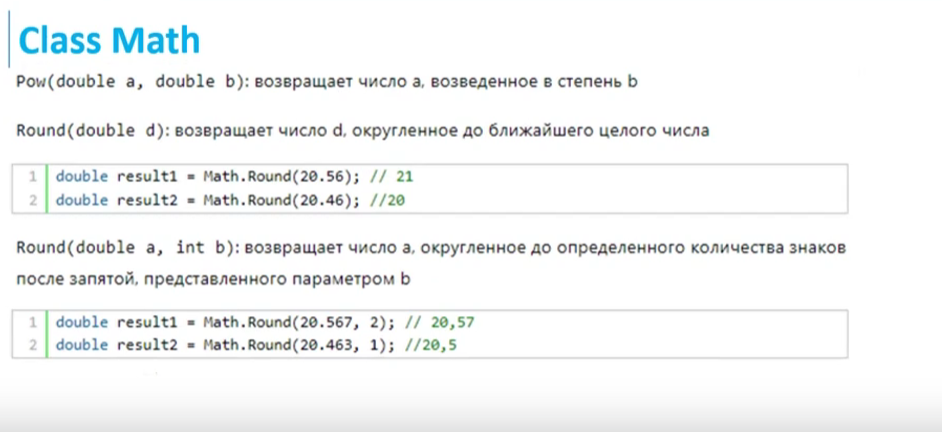 Class Math
Pow(double a, double b): возвращает число a, возведенное в степень b
Round(double d): возвращает число d, округленное до ближайшего целого числа
1 double result1 = Math.Round(20.56); // 21
2 double result2 = Math.Round(20.46); //20
Round(double a, int b): возвращает число a, округленное до определенного количества знаков
после запятой, представленного параметром b
1 double result1 = Math.Round(20.567, 2); // 20,57
2 double result2 = Math.Round(20.463, 1); //20,5